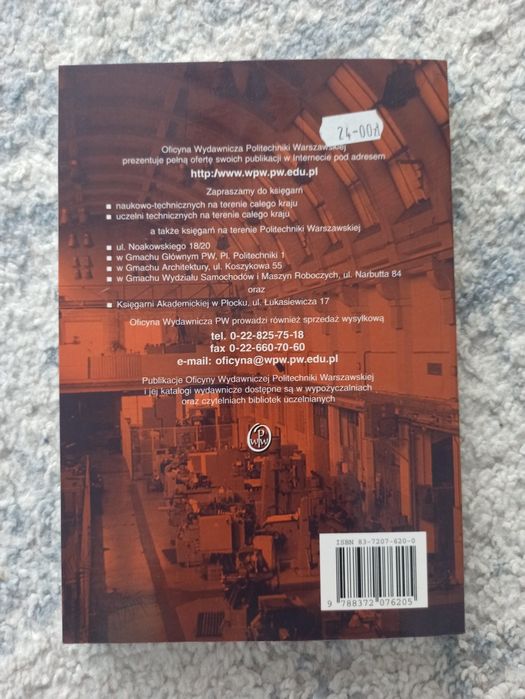 24-00zł
Oficyna Wydawnicza Politechniki Warszawskiej
prezentuje pełną ofertę swoich publikacji w Internecie pod adresem
http:/www.wpw.pw.edu.pl
Zapraszamy do księgarń
■ naukowo-technicznych na terenie całego kraju
■ uczelni technicznych na terenie całego kraju
a także księgarń na terenie Politechniki Warszawskiej
■ ul. Noakowskiego 18/20
■ w Gmachu Głównym PW, Pl. Politechniki 1
■ w Gmachu Architektury, ul. Koszykowa 55
■ w Gmachu Wydziału Samochodów i Maszyn Roboczych, ul. Narbutta 84
oraz
■ Księgarni Akademickiej w Płocku, ul. Łukasiewicza 17
Oficyna Wydawnicza PW prowadzi również sprzedaż wysyłkową
tel. 0-22-825-75-18
fax 0-22-660-70-60
e-mail: oficyna@wpw.pw.edu.pl
Publikacje Oficyny Wydawniczej Politechniki Warszawskiej
i jej katalogi wydawnicze dostępne są w wypożyczalniach
oraz czytelniach bibliotek uczelnianych
OPWPW
ISBN 83-7207-620-0
9 788372 076205